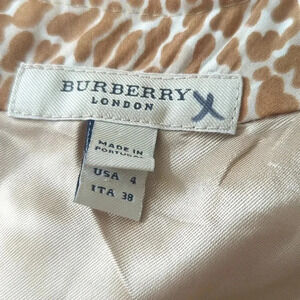 BURBERRY
LONDON
MADE IN
PORTUGAL
USA 4
ITA 38